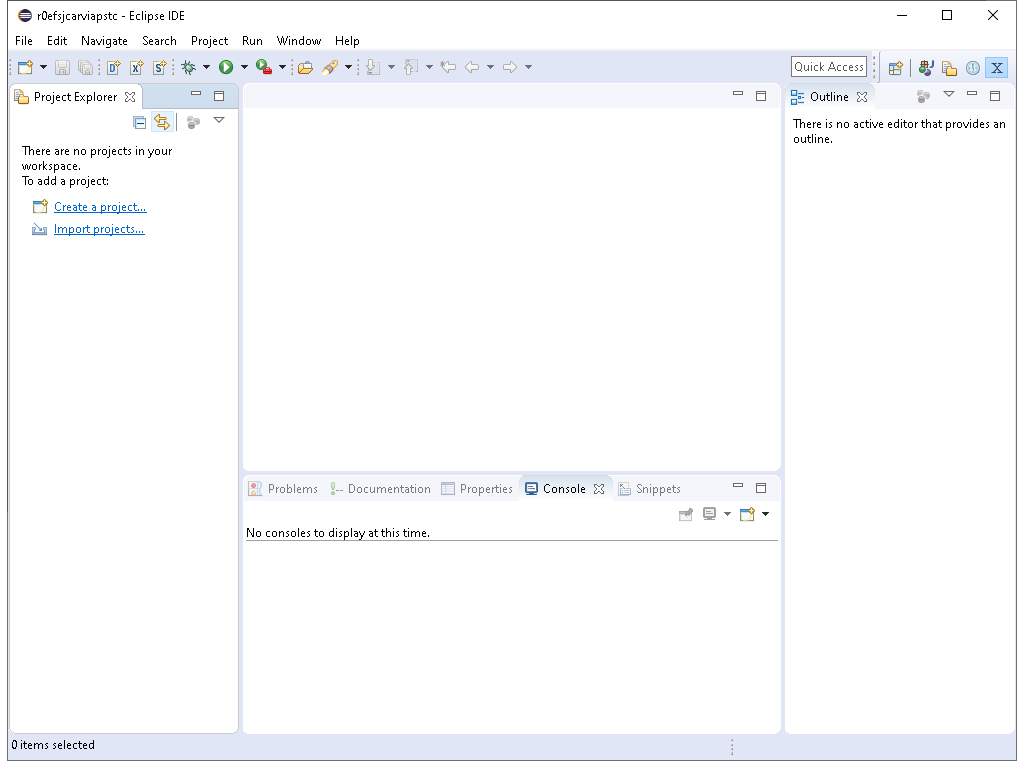 r0efsjcarviapstc - Eclipse IDE
File Edit Navigate Search Project Run Window Help
Quick Access
Project Explorer
There are no projects in your
workspace.
To add a project:
Create a project...
Import projects...
Outline
There is no active editor that provides an
outline.
Problems Documentation Properties Console Snippets
No consoles to display at this time.
0 items selected